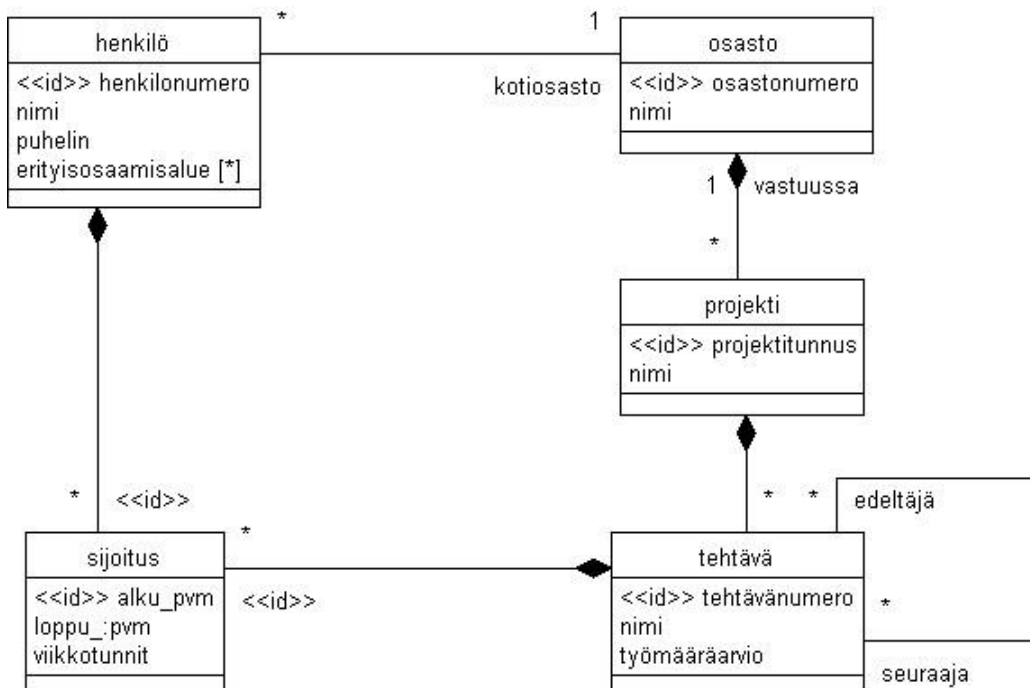 * 1
henkilö
<<id>> henkilonumero
nimi
puhelin
erityisosaamisalue [*]
kotiosasto
osasto
<<id>> osastonumero
nimi
1 vastuussa
*
projekti
<<id>> projektitunnus
nimi
* <<id>>
sijoitus
<<id>> alku_pvm
loppu_:pvm
viikkotunnit
*
<<id>>
* * edeltäjä
tehtävä
<<id>> tehtävänumero
nimi
työmääräarvio
*
seuraaja